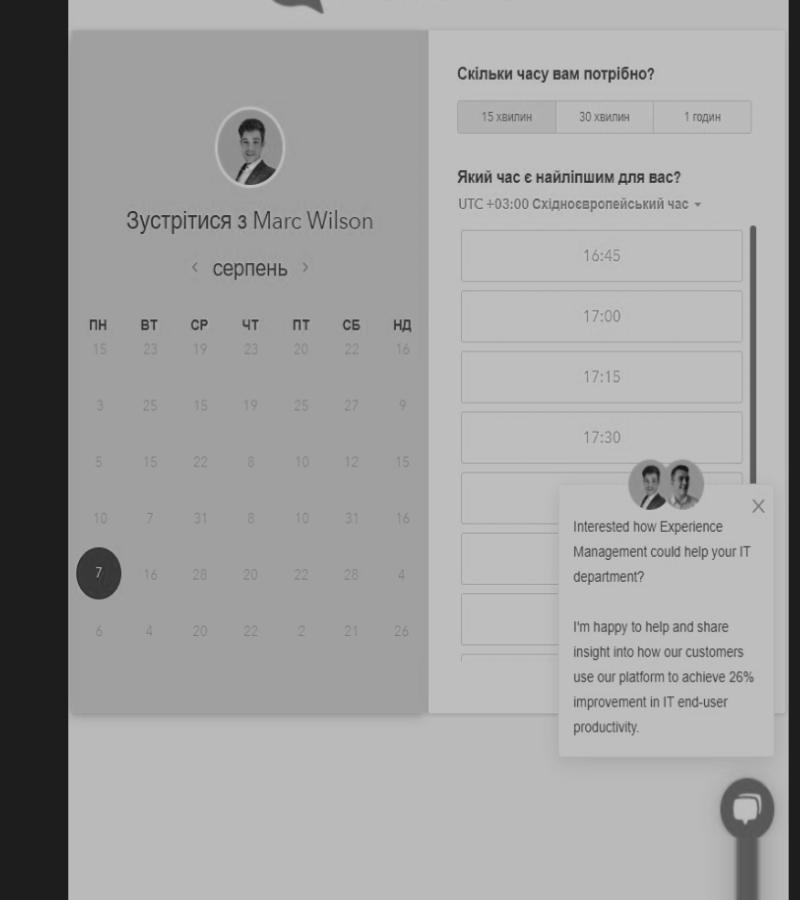 Зустрітися з Marc Wilson
серпень
ПН ВТ СР ЧТ ПТ СБ НД
15 23 19 23 20 22 16
3 25 15 19 25 27 9
5 15 22 8 10 12 15
10 7 31 8 10 31 16
7 16 28 20 22 28 4
6 4 20 22 2 21 26
Скільки часу вам потрібно?
15 хвилин 30 хвилин 1 годин
Який час є найліпшим для вас?
UTC +03:00 Східноєвропейський час
16:45
17:00
17:15
17:30
Interested how Experience
Management could help your IT
department?
I'm happy to help and share
insight into how our customers
use our platform to achieve 26%
improvement in IT end-user
productivity.